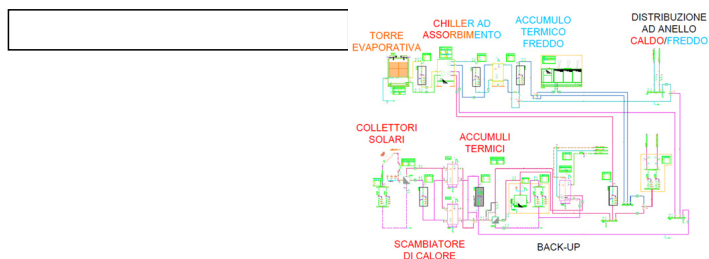 CHILLER AD
ASSORBIMENTO
ACCUMULO
TERMICO
FREDDO
DISTRIBUZIONE
AD ANELLO
CALDO/FREDDO
TORRE
EVAPORATIVA
COLLETTORI
SOLARI
ACCUMULI
TERMICI
SCAMBIATORE
DI CALORE
BACK-UP